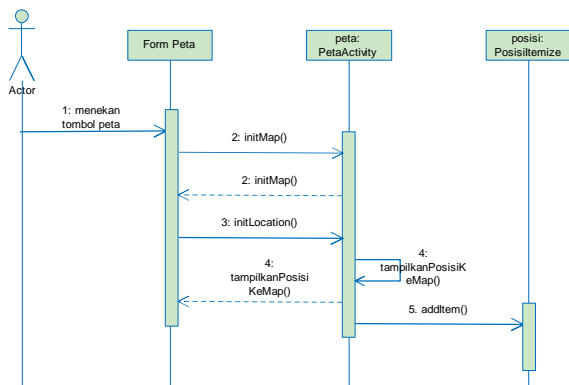 Form Peta
peta:
PetaActivity
posisi:
PosisiItemize
Actor
1: menekan
tombol peta
2: initMap()
2: initMap()
3: initLocation()
4:
tampilkanPosisiK
eMap()
4:
tampilkanPosisi
KeMap()
5. addItem()